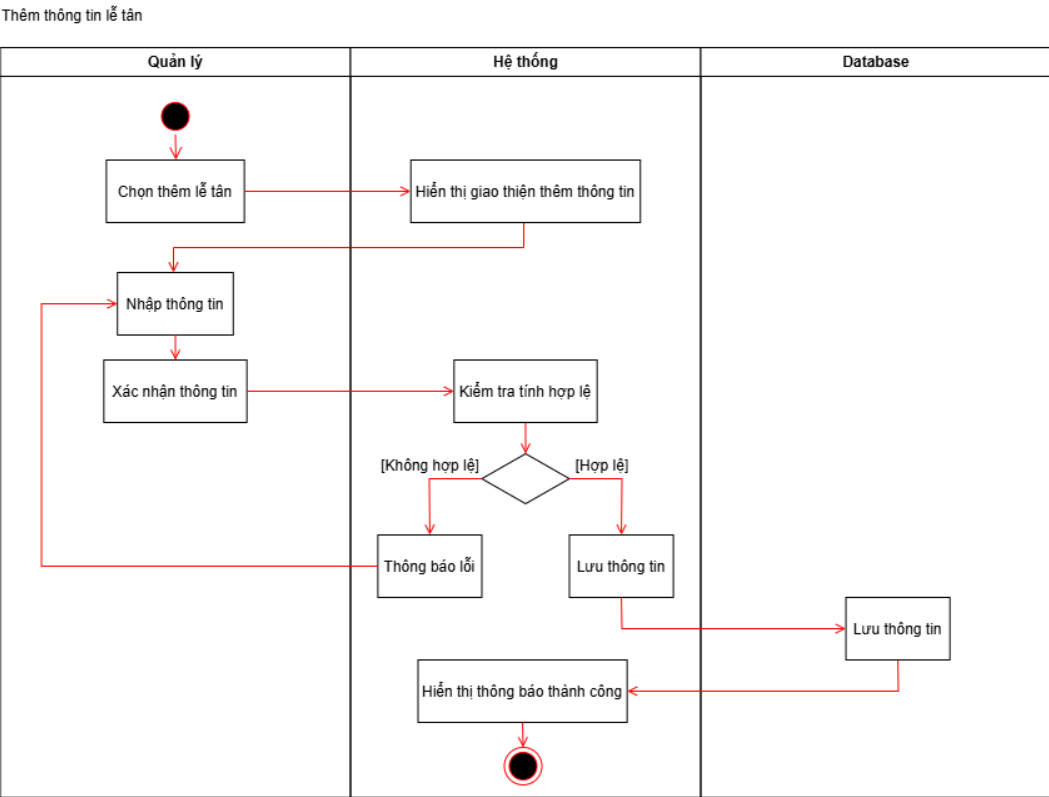 Thêm thông tin lễ tân
Quản lý
Hệ thống
Database
Chọn thêm lễ tân
Hiển thị giao thiện thêm thông tin
Nhập thông tin
Xác nhận thông tin
Kiểm tra tính hợp lệ
[Không hợp lệ]
[Hợp lệ]
Thông báo lỗi
Lưu thông tin
Lưu thông tin
Hiển thị thông báo thành công